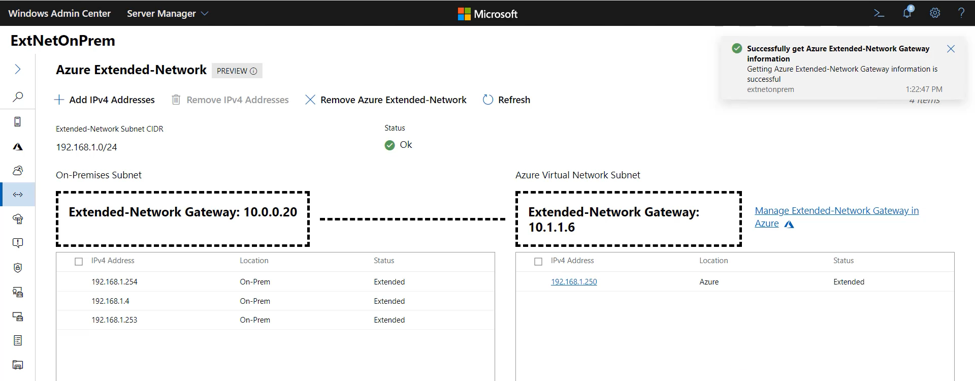 Windows Admin Center Server Manager Microsoft
ExtNetOnPrem
Successfully get Azure Extended-Network Gateway
information
Getting Azure Extended-Network Gateway information is
successful
extnetonprem 1:22:47 PM
Azure Extended-Network PREVIEW
Add IPv4 Addresses Remove IPv4 Addresses Remove Azure Extended-Network Refresh
4 items
Extended-Network Subnet CIDR Status
192.168.1.0/24 Ok
On-Premises Subnet Azure Virtual Network Subnet
Extended-Network Gateway: 10.0.0.20
Extended-Network Gateway:
10.1.1.6
Manage Extended-Network Gateway in
Azure
IPv4 Address Location Status IPv4 Address Location Status
192.168.1.254 On-Prem Extended 192.168.1.250 Azure Extended
192.168.1.4 On-Prem Extended
192.168.1.253 On-Prem Extended